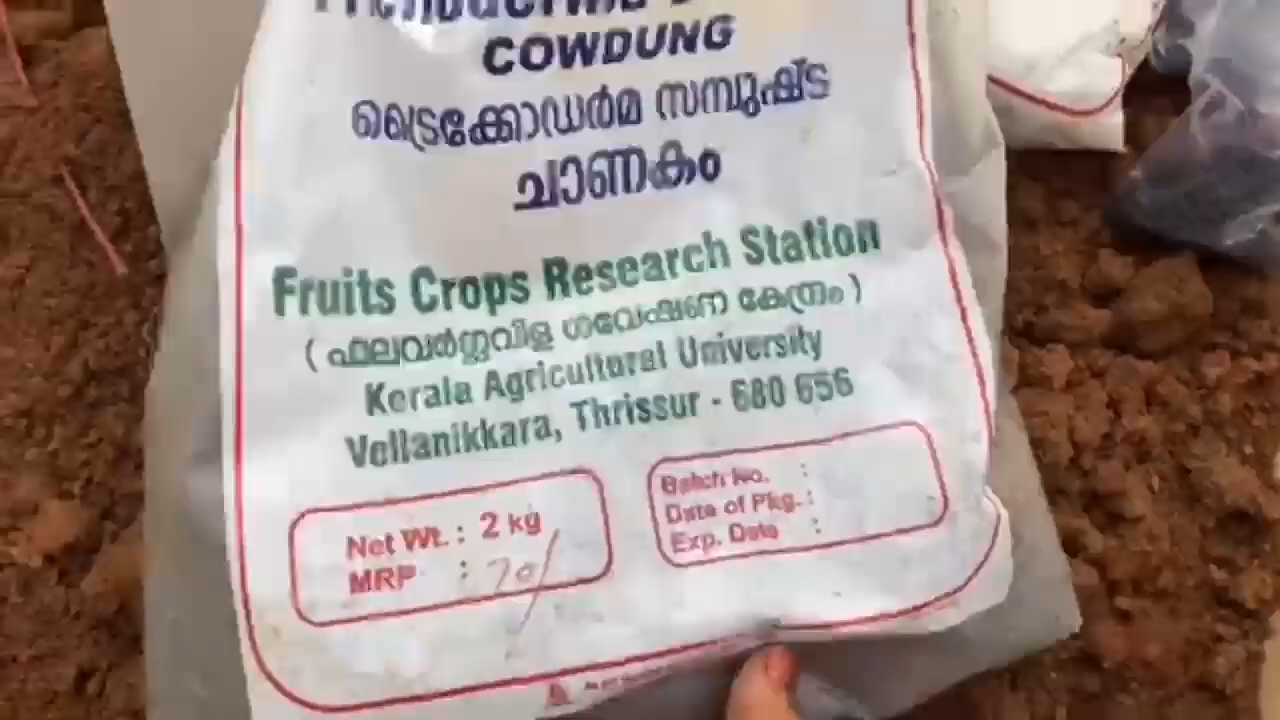 COWDUNG
ട്രൈക്കോഡർമ സമ്പുഷ്ട
ചാണകം
Fruits Crops Research Station
( ഫലവർഗ്ഗവിള ഗവേഷണ കേന്ദ്രം )
Kerala Agricultural University
Vellanikkara, Thrissur - 680 656
Net Wt. : 2 kg
MRP : 70/
Batch No. :
Date of Pkg. :
Exp. Date :